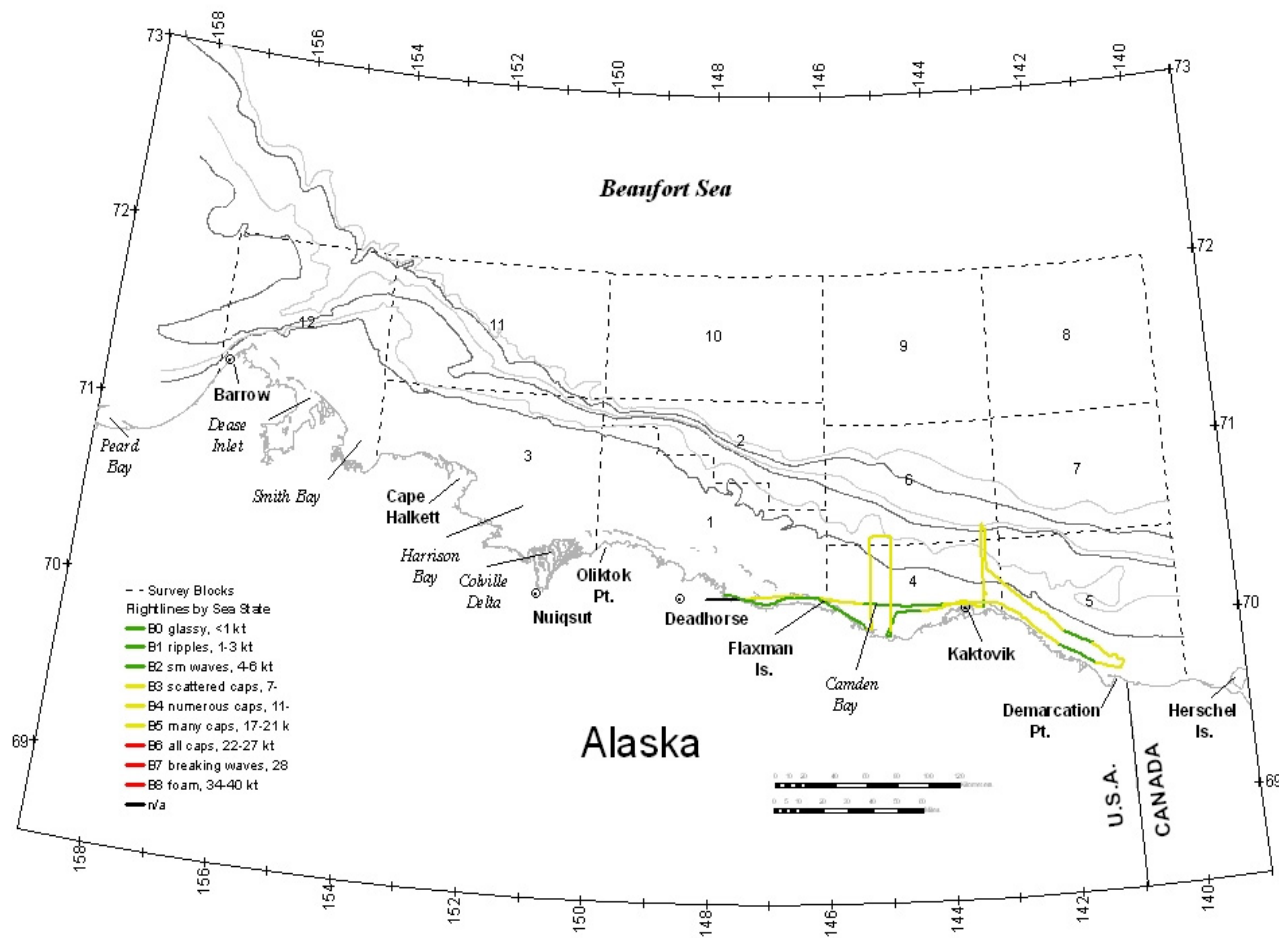 73
158
156
154
152
150
148
146
144
142
140
73
Beaufort Sea
72
72
12
11
10
9
8
71
Barrow
71
Peard
Bay
Dease
Inlet
Smith Bay
3
2
6
7
Cape
Halkett
1
Harrison
Bay
Colville
Delta
Oliktok
Pt.
4
5
70
70
Nuiqsut
Deadhorse
Flaxman
Is.
Camden
Bay
Kaktovik
Demarcation
Pt.
Herschel
Is.
Survey Blocks
Flightlines by Sea State
B0 glassy, <1 kt
B1 ripples, 1-3 kt
B2 sm waves, 4-6 kt
B3 scattered caps, 7-
B4 numerous caps, 11-
B5 many caps, 17-21 k
B6 all caps, 22-27 kt
B7 breaking waves, 28
B8 foam, 34-40 kt
n/a
69
Alaska
U.S.A.
CANADA
69
158
156
154
152
150
148
146
144
142
140